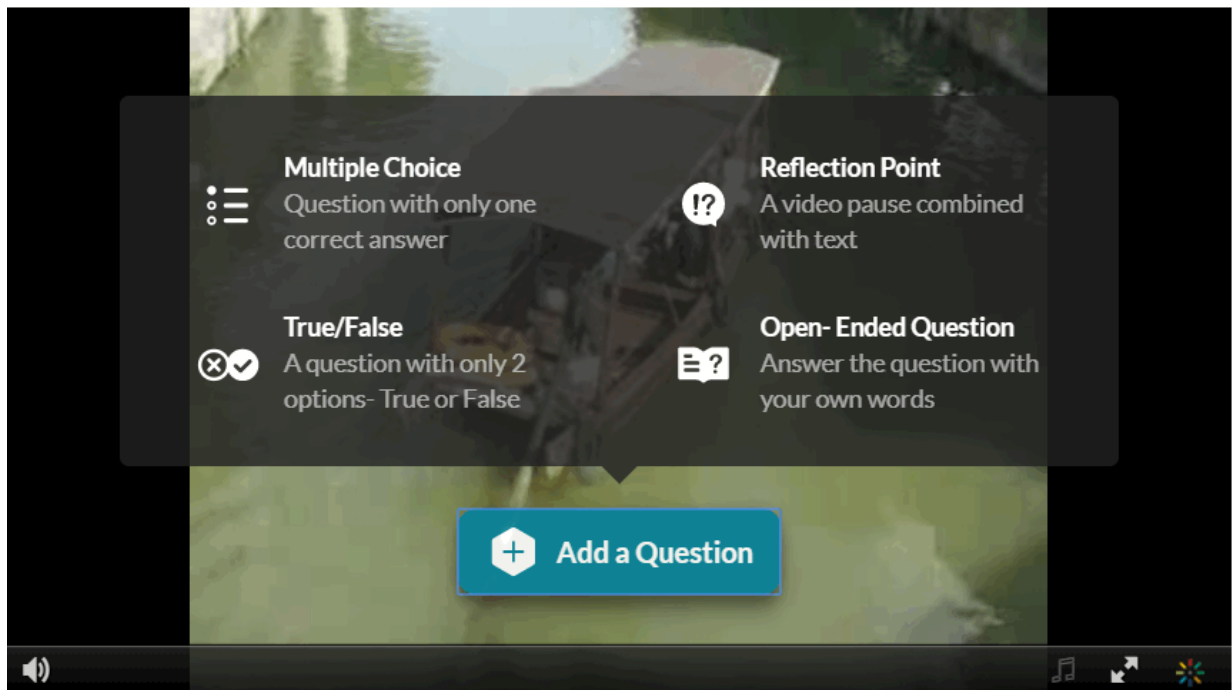 Multiple Choice
Question with only one
correct answer
Reflection Point
A video pause combined
with text
True/False
A question with only 2
options- True or False
Open- Ended Question
Answer the question with
your own words
Add a Question